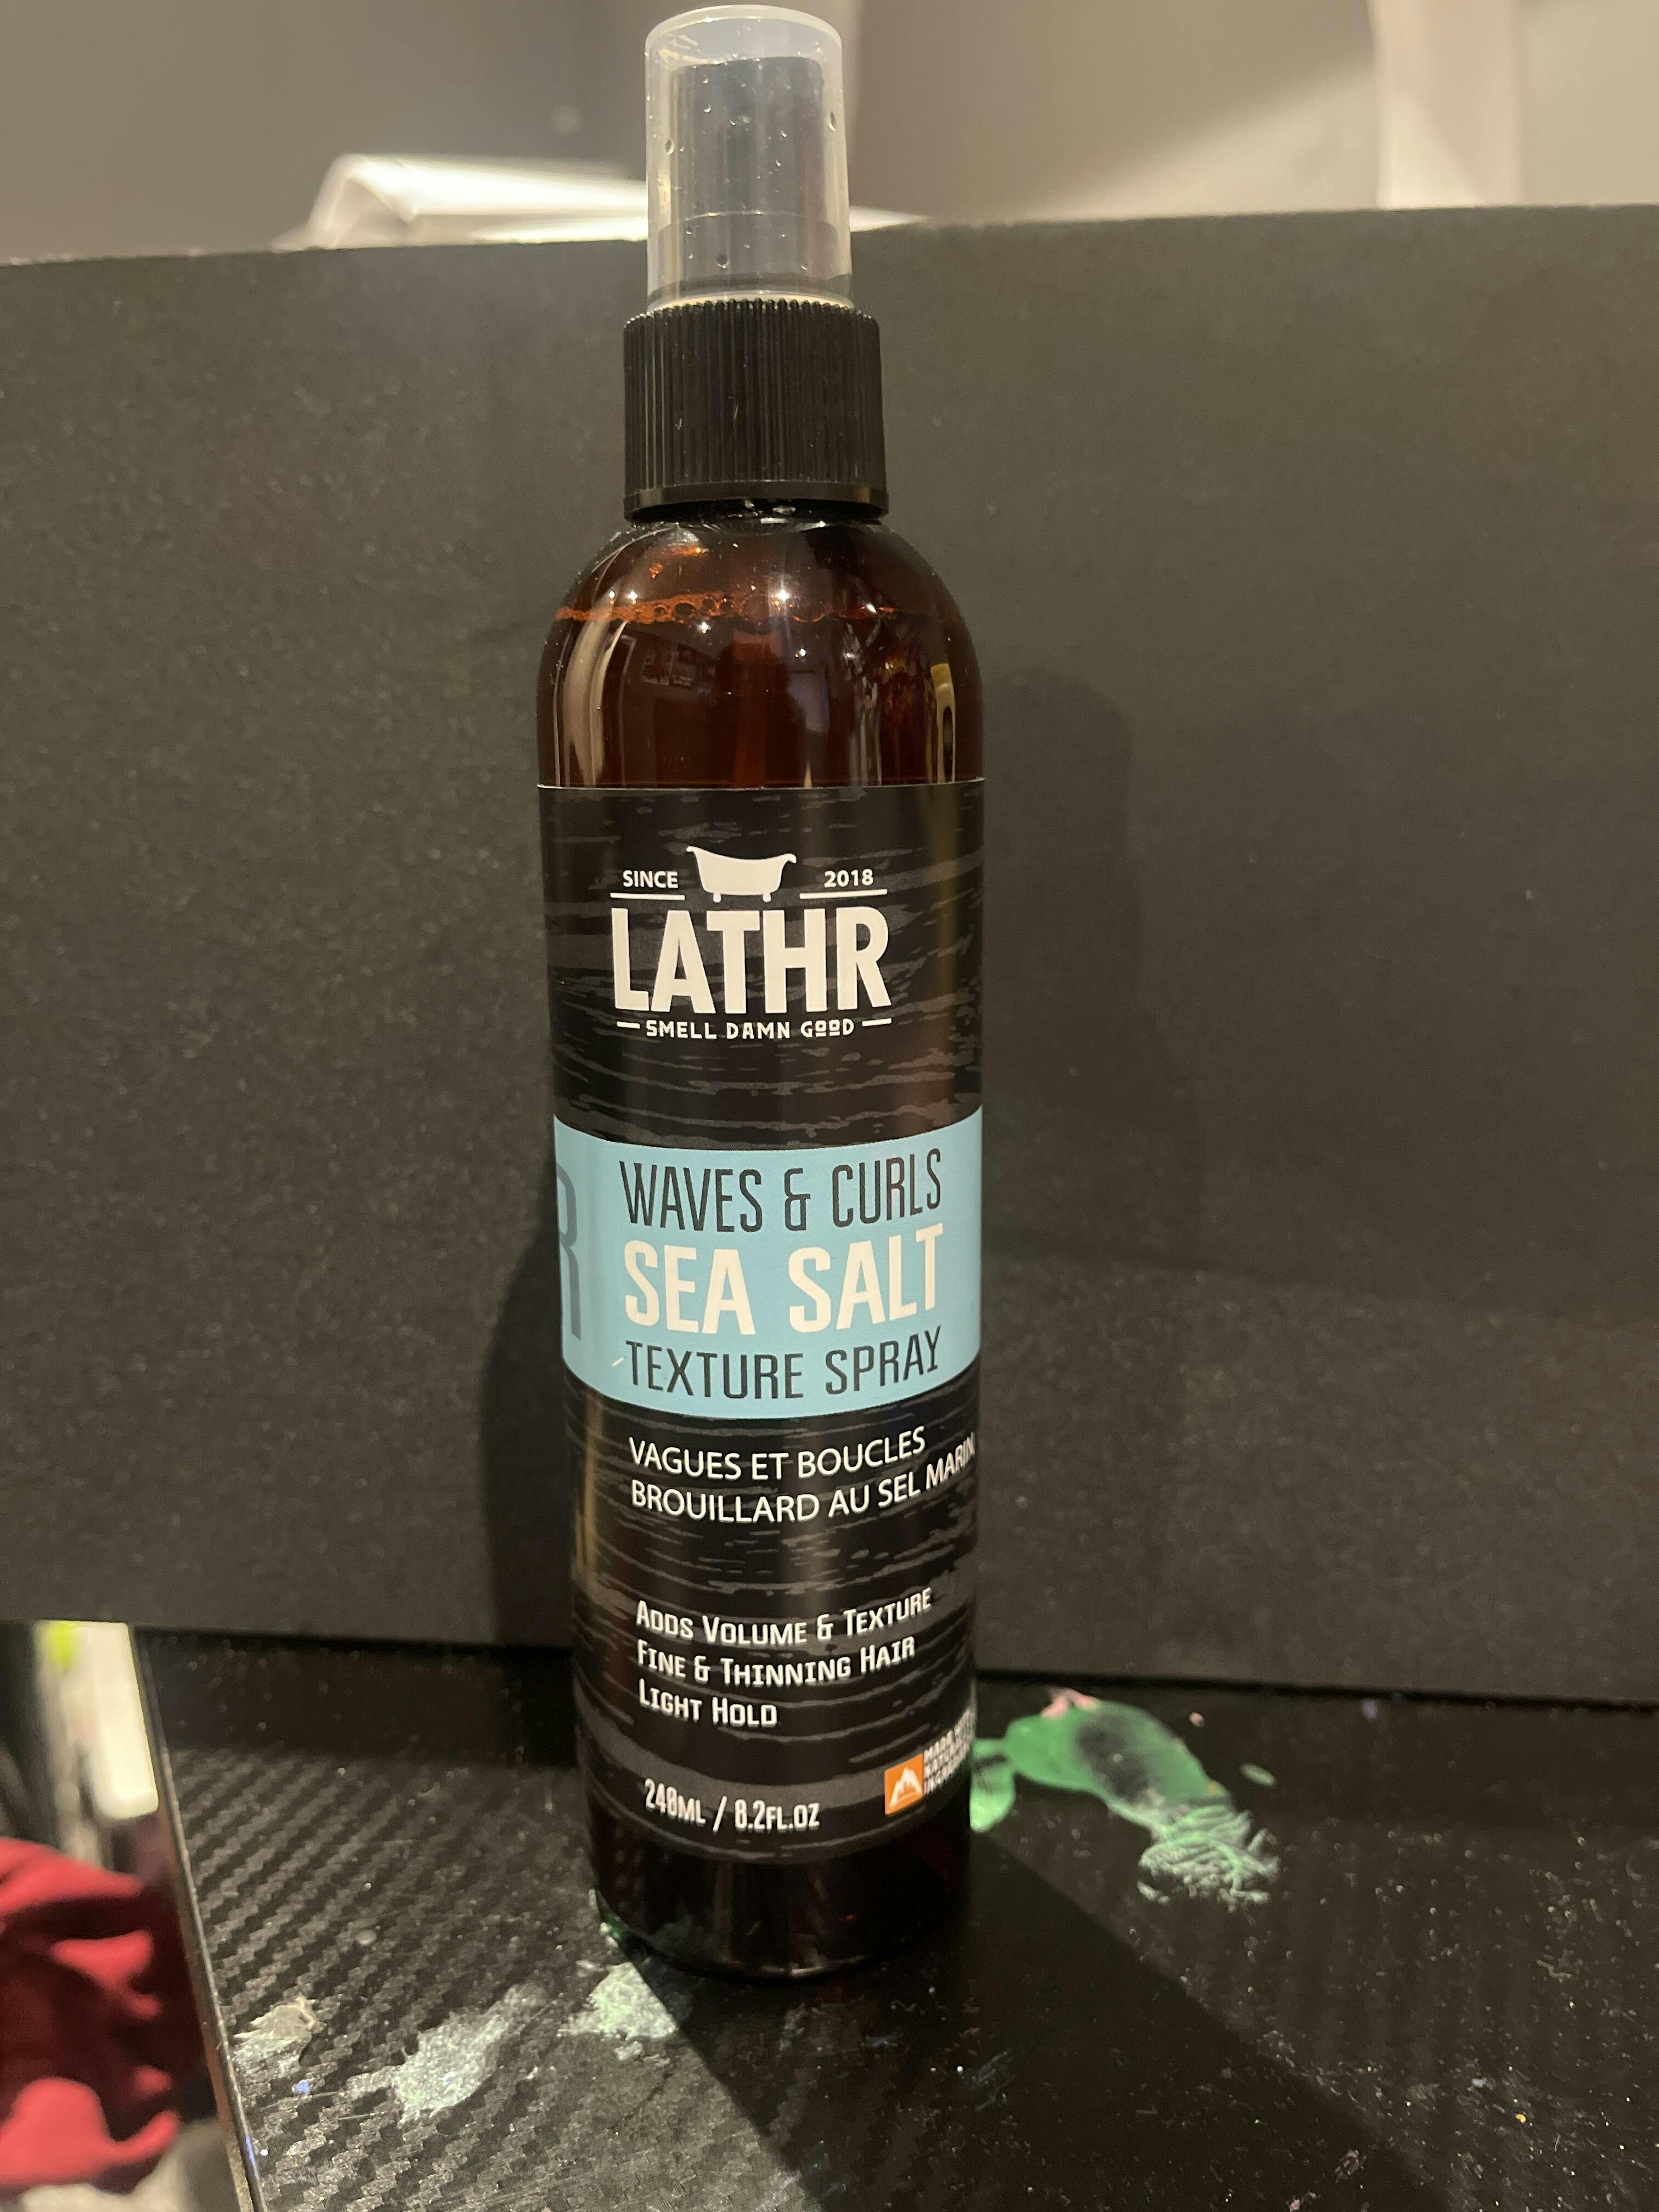 SINCE 2018
LATHR
SMELL DAMN GOOD
WAVES & CURLS
SEA SALT
TEXTURE SPRAY
VAGUES ET BOUCLES
BROUILLARD AU SEL MARIN
ADDS VOLUME & TEXTURE
FINE & THINNING HAIR
LIGHT HOLD
240ML / 8.2FL.OZ
R